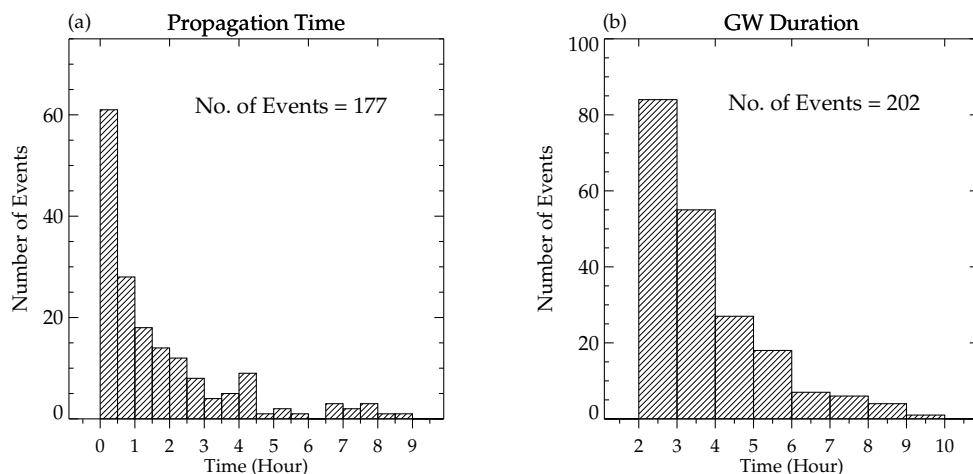 (a)
Propagation Time
No. of Events = 177
Number of Events
60
40
20
0
0 1 2 3 4 5 6 7 8 9
Time (Hour)
(b)
GW Duration
No. of Events = 202
Number of Events
100
80
60
40
20
0
2 3 4 5 6 7 8 9 10
Time (Hour)